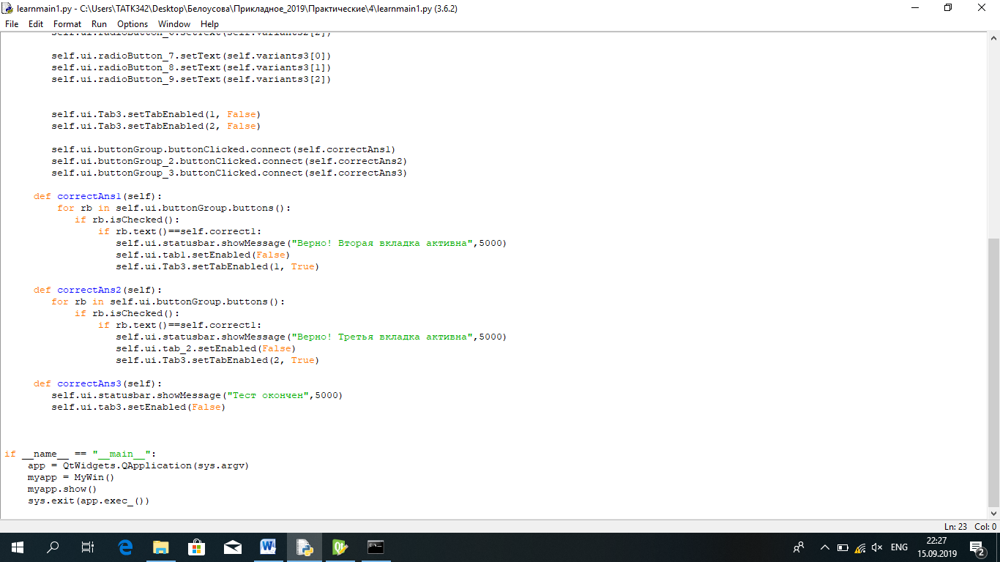 learnmain1.py - C:\Users\TATK342\Desktop\Белоусова\Прикладное_2019\Практические\4\learnmain1.py (3.6.2)
File Edit Format Run Options Window Help
self.ui.radioButton_6.setText(self.variants2[2])
self.ui.radioButton_7.setText(self.variants3[0])
self.ui.radioButton_8.setText(self.variants3[1])
self.ui.radioButton_9.setText(self.variants3[2])
self.ui.Tab3.setTabEnabled(1, False)
self.ui.Tab3.setTabEnabled(2, False)
self.ui.buttonGroup.buttonClicked.connect(self.correctAns1)
self.ui.buttonGroup_2.buttonClicked.connect(self.correctAns2)
self.ui.buttonGroup_3.buttonClicked.connect(self.correctAns3)
def correctAns1(self):
for rb in self.ui.buttonGroup.buttons():
if rb.isChecked():
if rb.text()==self.correct1:
self.ui.statusbar.showMessage("Верно! Вторая вкладка активна",5000)
self.ui.tab1.setEnabled(False)
self.ui.Tab3.setTabEnabled(1, True)
def correctAns2(self):
for rb in self.ui.buttonGroup.buttons():
if rb.isChecked():
if rb.text()==self.correct1:
self.ui.statusbar.showMessage("Верно! Третья вкладка активна",5000)
self.ui.tab_2.setEnabled(False)
self.ui.Tab3.setTabEnabled(2, True)
def correctAns3(self):
self.ui.statusbar.showMessage("Тест окончен",5000)
self.ui.tab3.setEnabled(False)
if __name__ == "__main__":
app = QtWidgets.QApplication(sys.argv)
myapp = MyWin()
myapp.show()
sys.exit(app.exec_())
Ln: 23 Col: 0
ENG
22:27
15.09.2019
2